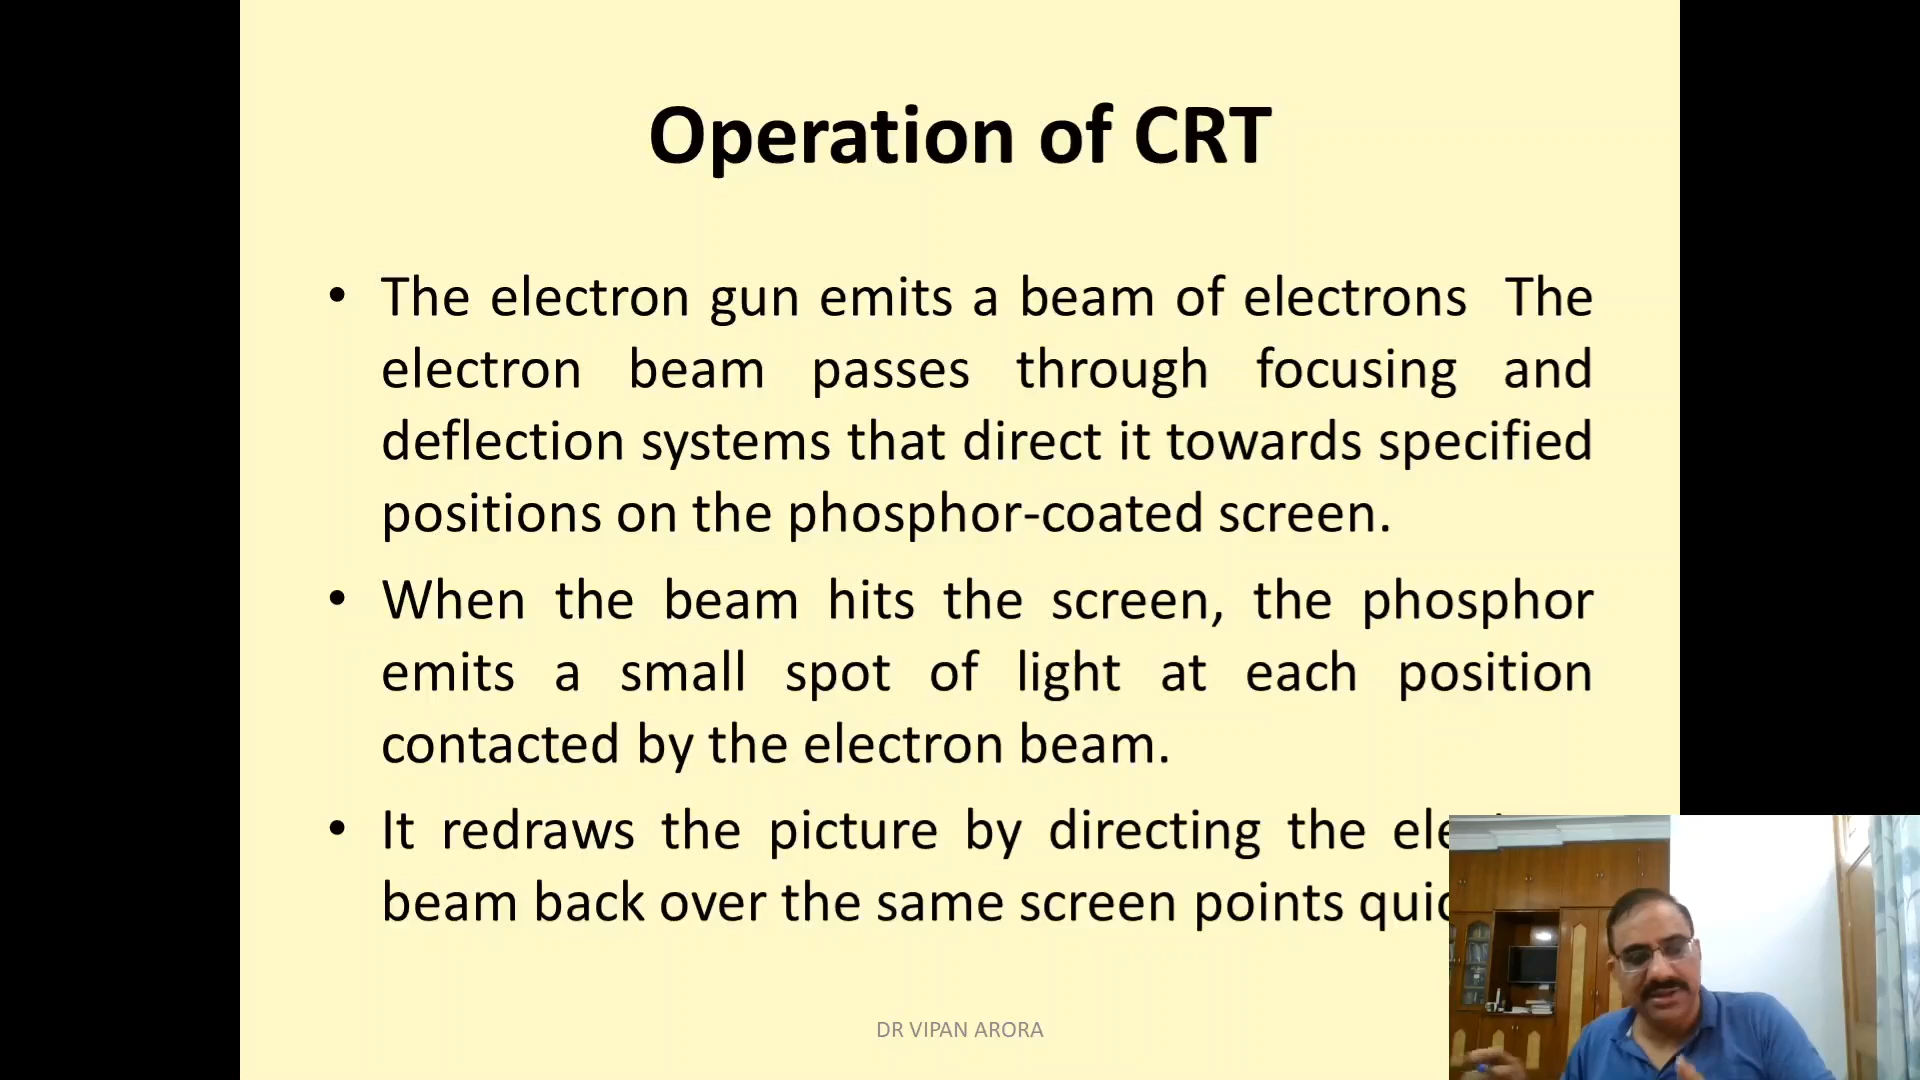 Operation of CRT
• The electron gun emits a beam of electrons  The
electron beam passes through focusing and
deflection systems that direct it towards specified
positions on the phosphor-coated screen.
• When the beam hits the screen, the phosphor
emits a small spot of light at each position
contacted by the electron beam.
• It redraws the picture by directing the
beam back over the same screen points
DR VIPAN ARORA